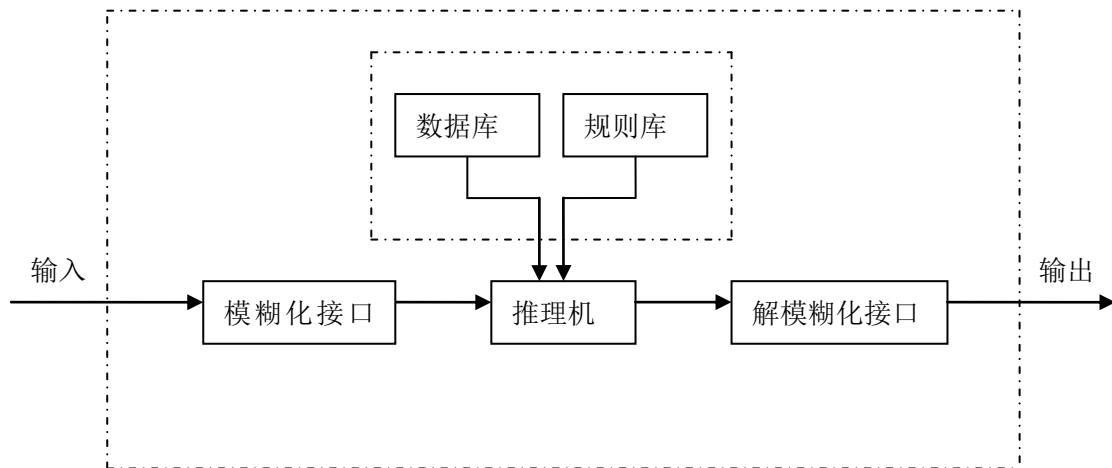 数据库
规则库
输入
输出
模糊化接口
推理机
解模糊化接口